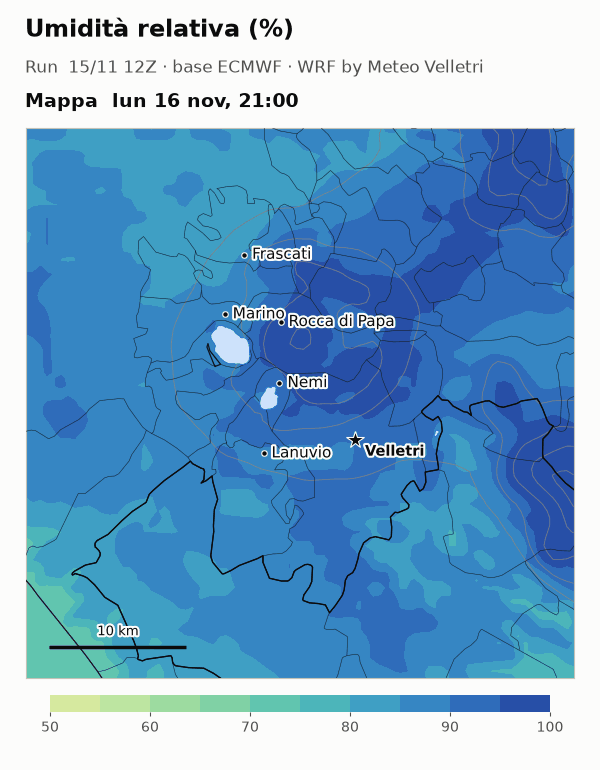 Umidità relativa (%)
Run  15/11 12Z · base ECMWF · WRF by Meteo Velletri
Mappa  lun 16 nov, 21:00
Frascati
Marino
Rocca di Papa
Nemi
Velletri
Lanuvio
10 km
50 60 70 80 90 100